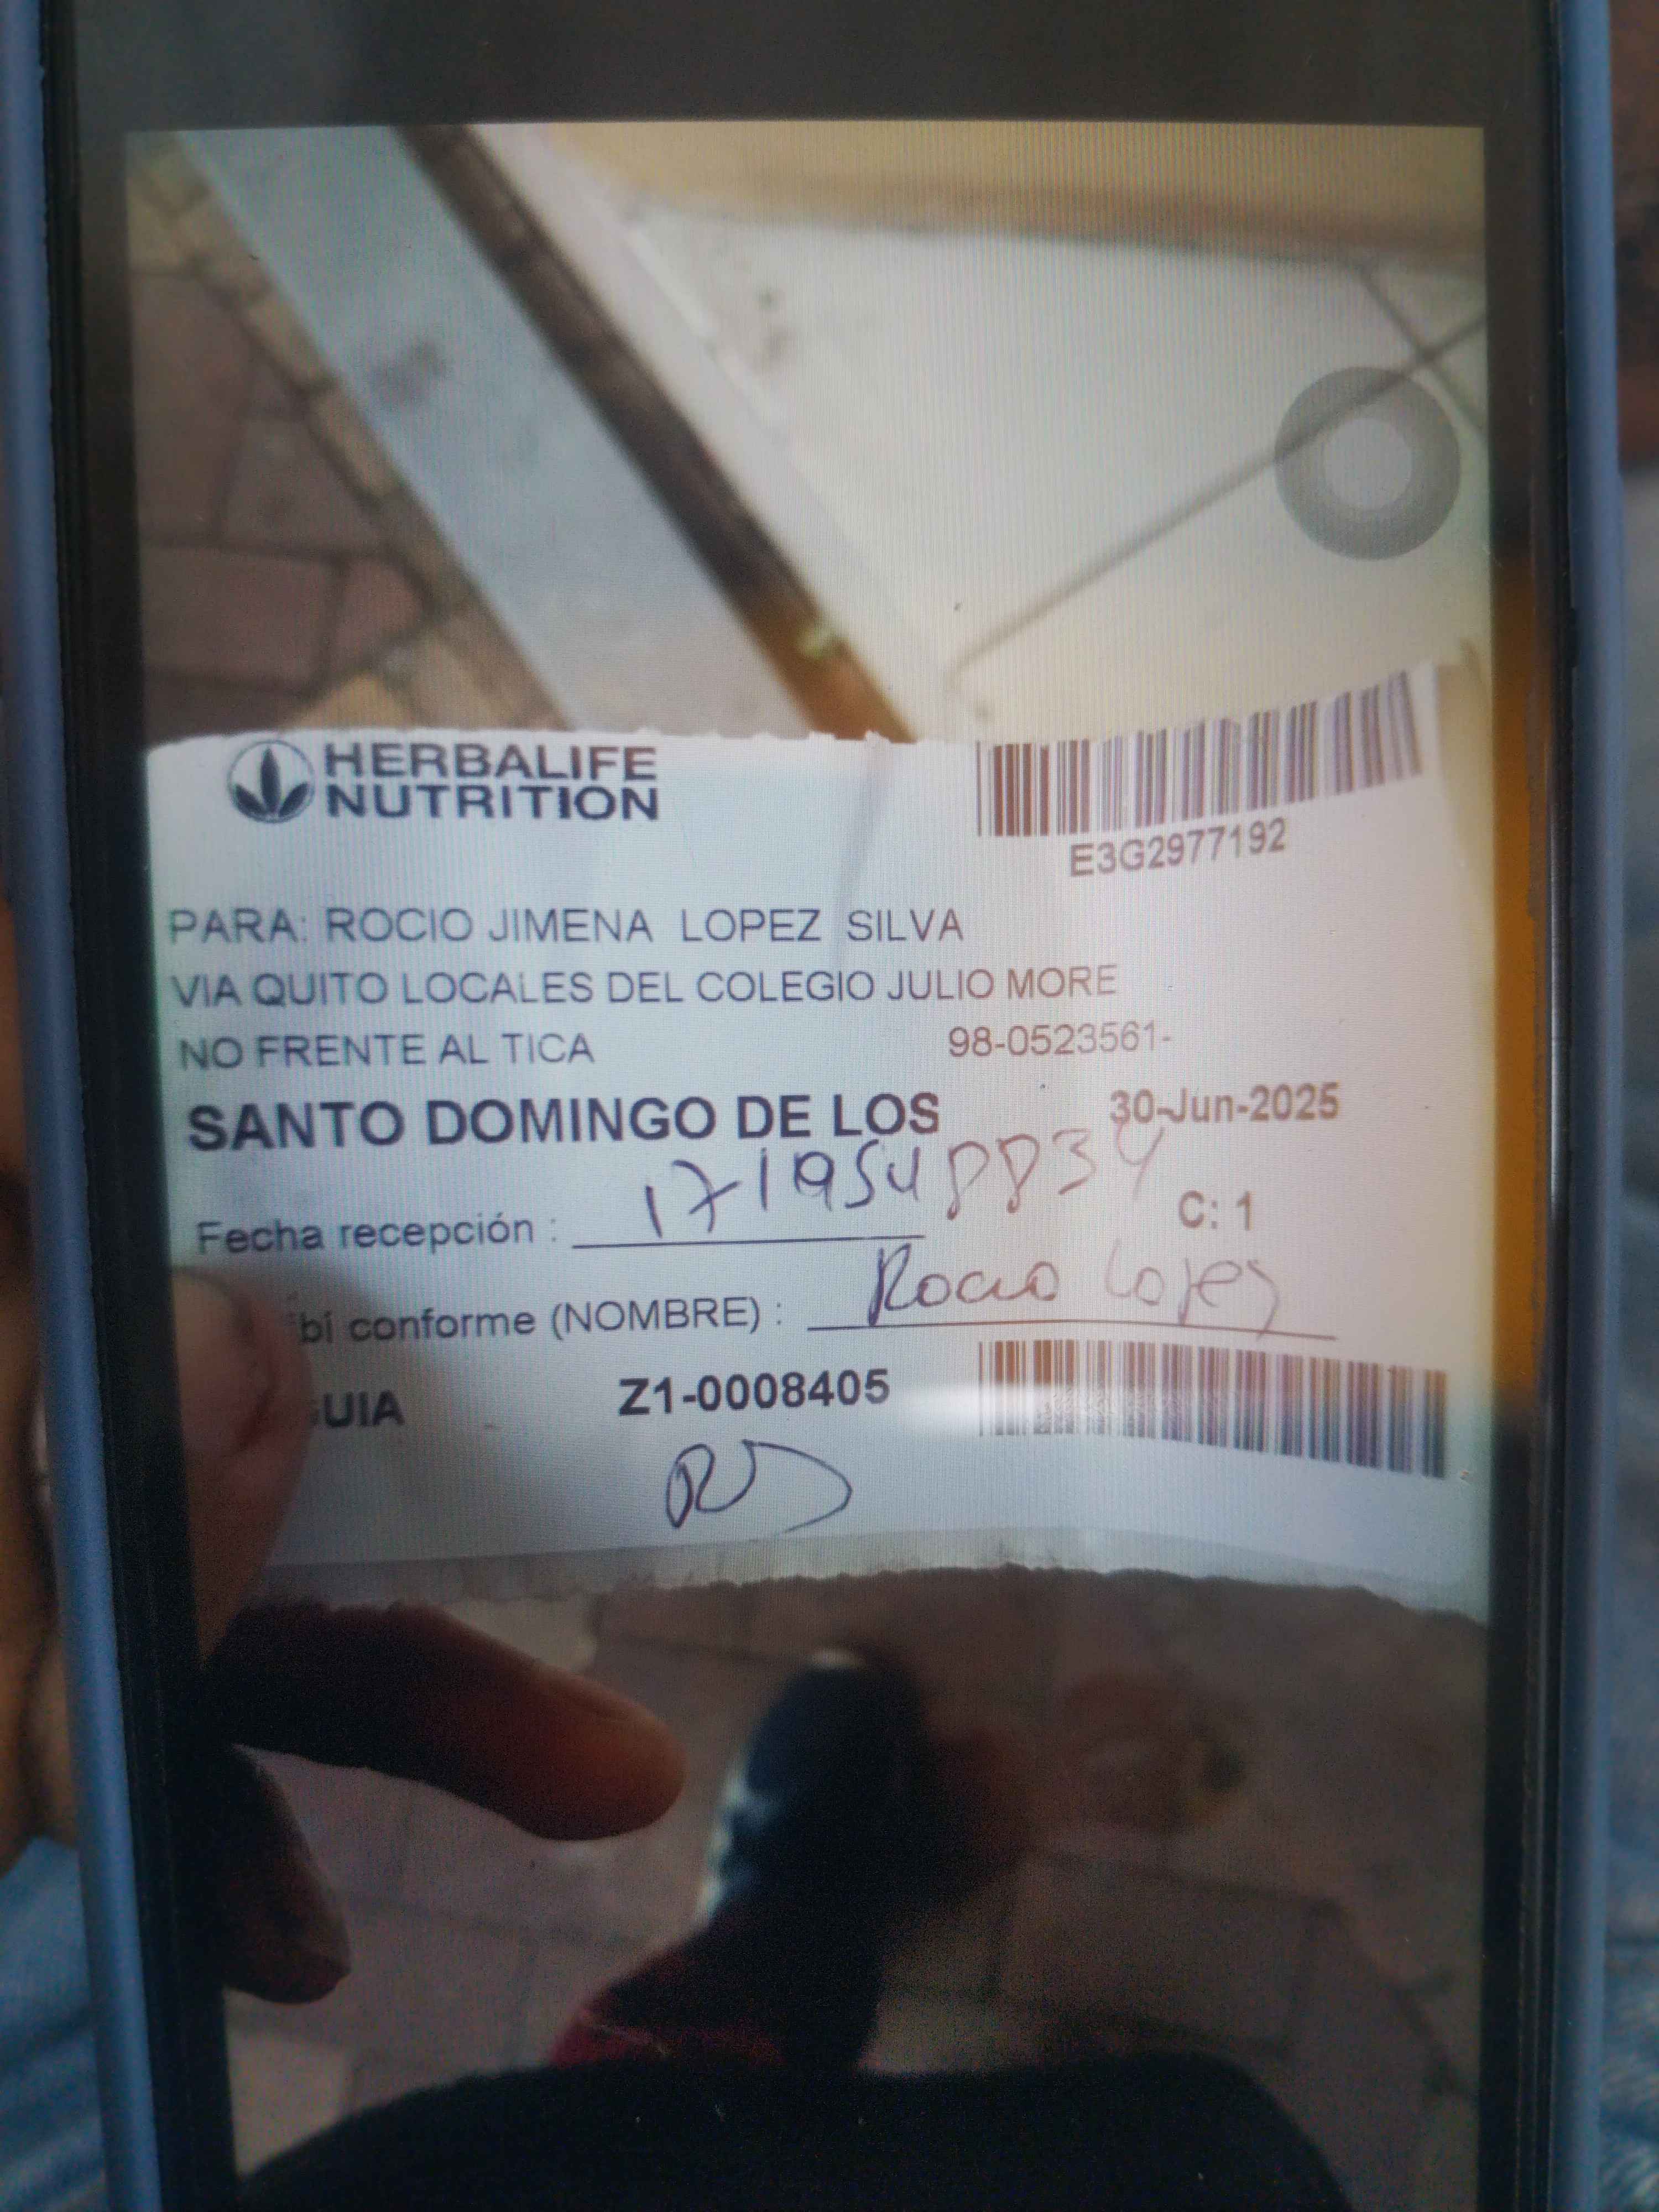 HERBALIFE
NUTRITION
E3G2977192
PARA: ROCIO JIMENA LOPEZ SILVA
VIA QUITO LOCALES DEL COLEGIO JULIO MORE
NO FRENTE AL TICA 98-0523561-
SANTO DOMINGO DE LOS 30-Jun-2025
1719548834
Fecha recepción : C: 1
bí conforme (NOMBRE) : Rocio Lopez
UIA Z1-0008405